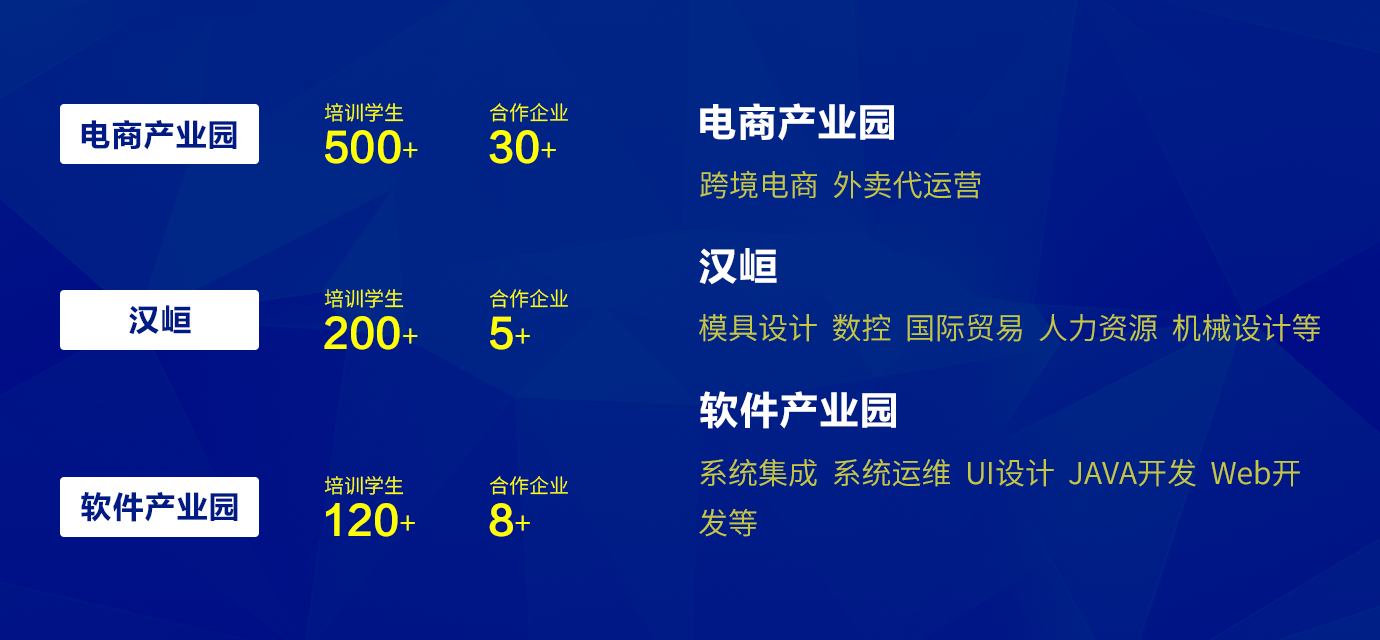 电商产业园
培训学生
500+
合作企业
30+
汉峘
培训学生
200+
合作企业
5+
软件产业园
培训学生
120+
合作企业
8+
电商产业园
跨境电商 外卖代运营
汉峘
模具设计 数控 国际贸易 人力资源 机械设计等
软件产业园
系统集成 系统运维 UI设计 JAVA开发 Web开
发等